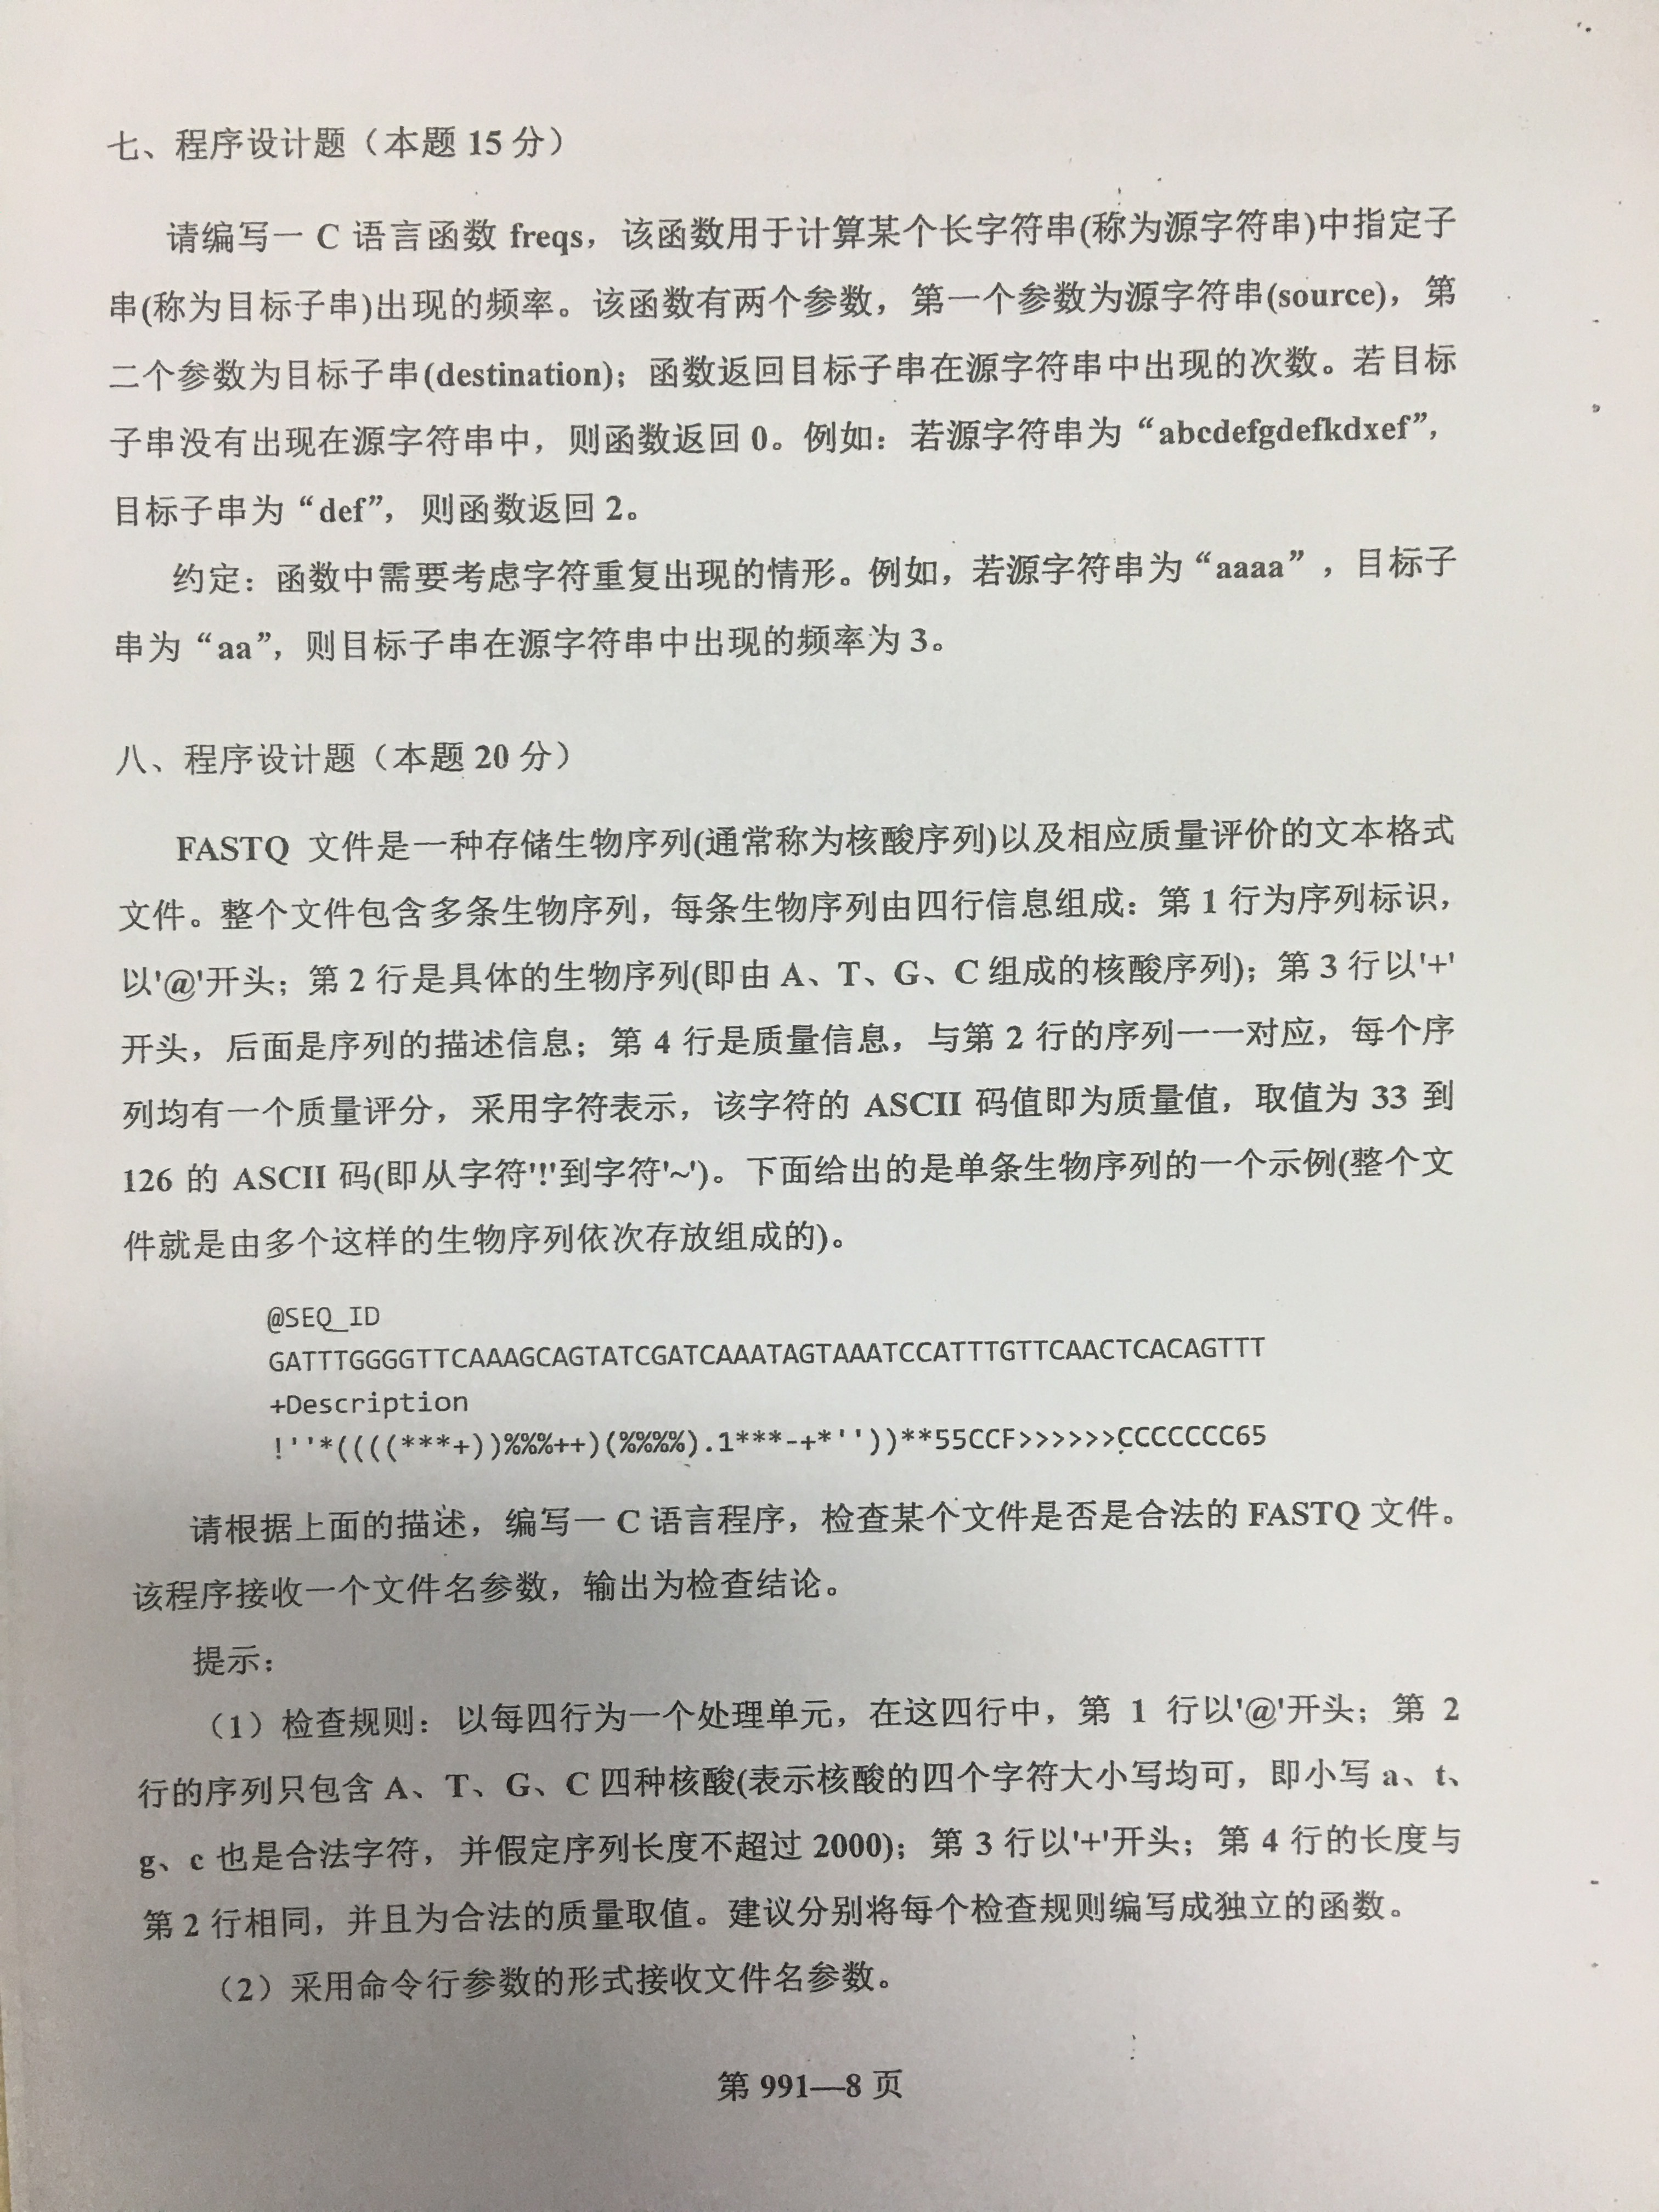 七、程序设计题（本题 15 分）
请编写一 C 语言函数 freqs，该函数用于计算某个长字符串(称为源字符串)中指定子
串(称为目标子串)出现的频率。该函数有两个参数，第一个参数为源字符串(source)，第
二个参数为目标子串(destination)；函数返回目标子串在源字符串中出现的次数。若目标
子串没有出现在源字符串中，则函数返回 0。例如：若源字符串为“abcdefgdefkdxef”，
目标子串为“def”，则函数返回 2。
约定：函数中需要考虑字符重复出现的情形。例如，若源字符串为“aaaa”，目标子
串为“aa”，则目标子串在源字符串中出现的频率为 3。
八、程序设计题（本题 20 分）
FASTQ 文件是一种存储生物序列(通常称为核酸序列)以及相应质量评价的文本格式
文件。整个文件包含多条生物序列，每条生物序列由四行信息组成：第 1 行为序列标识，
以'@'开头；第 2 行是具体的生物序列(即由 A、T、G、C 组成的核酸序列)；第 3 行以'+'
开头，后面是序列的描述信息；第 4 行是质量信息，与第 2 行的序列一一对应，每个序
列均有一个质量评分，采用字符表示，该字符的 ASCII 码值即为质量值，取值为 33 到
126 的 ASCII 码(即从字符'!'到字符'~')。下面给出的是单条生物序列的一个示例(整个文
件就是由多个这样的生物序列依次存放组成的)。
@SEQ_ID
GATTTGGGGTTCAAAGCAGTATCGATCAAATAGTAAATCCATTTGTTCAACTCACAGTTT
+Description
!''*((((***+))%%%++)(%%%%).1***-+*''))**55CCF>>>>>>CCCCCCC65
请根据上面的描述，编写一 C 语言程序，检查某个文件是否是合法的 FASTQ 文件。
该程序接收一个文件名参数，输出为检查结论。
提示：
（1）检查规则：以每四行为一个处理单元，在这四行中，第 1 行以'@'开头；第 2
行的序列只包含 A、T、G、C 四种核酸(表示核酸的四个字符大小写均可，即小写 a、t、
g、c 也是合法字符，并假定序列长度不超过 2000)；第 3 行以'+'开头；第 4 行的长度与
第 2 行相同，并且为合法的质量取值。建议分别将每个检查规则编写成独立的函数。
（2）采用命令行参数的形式接收文件名参数。
第 991—8 页